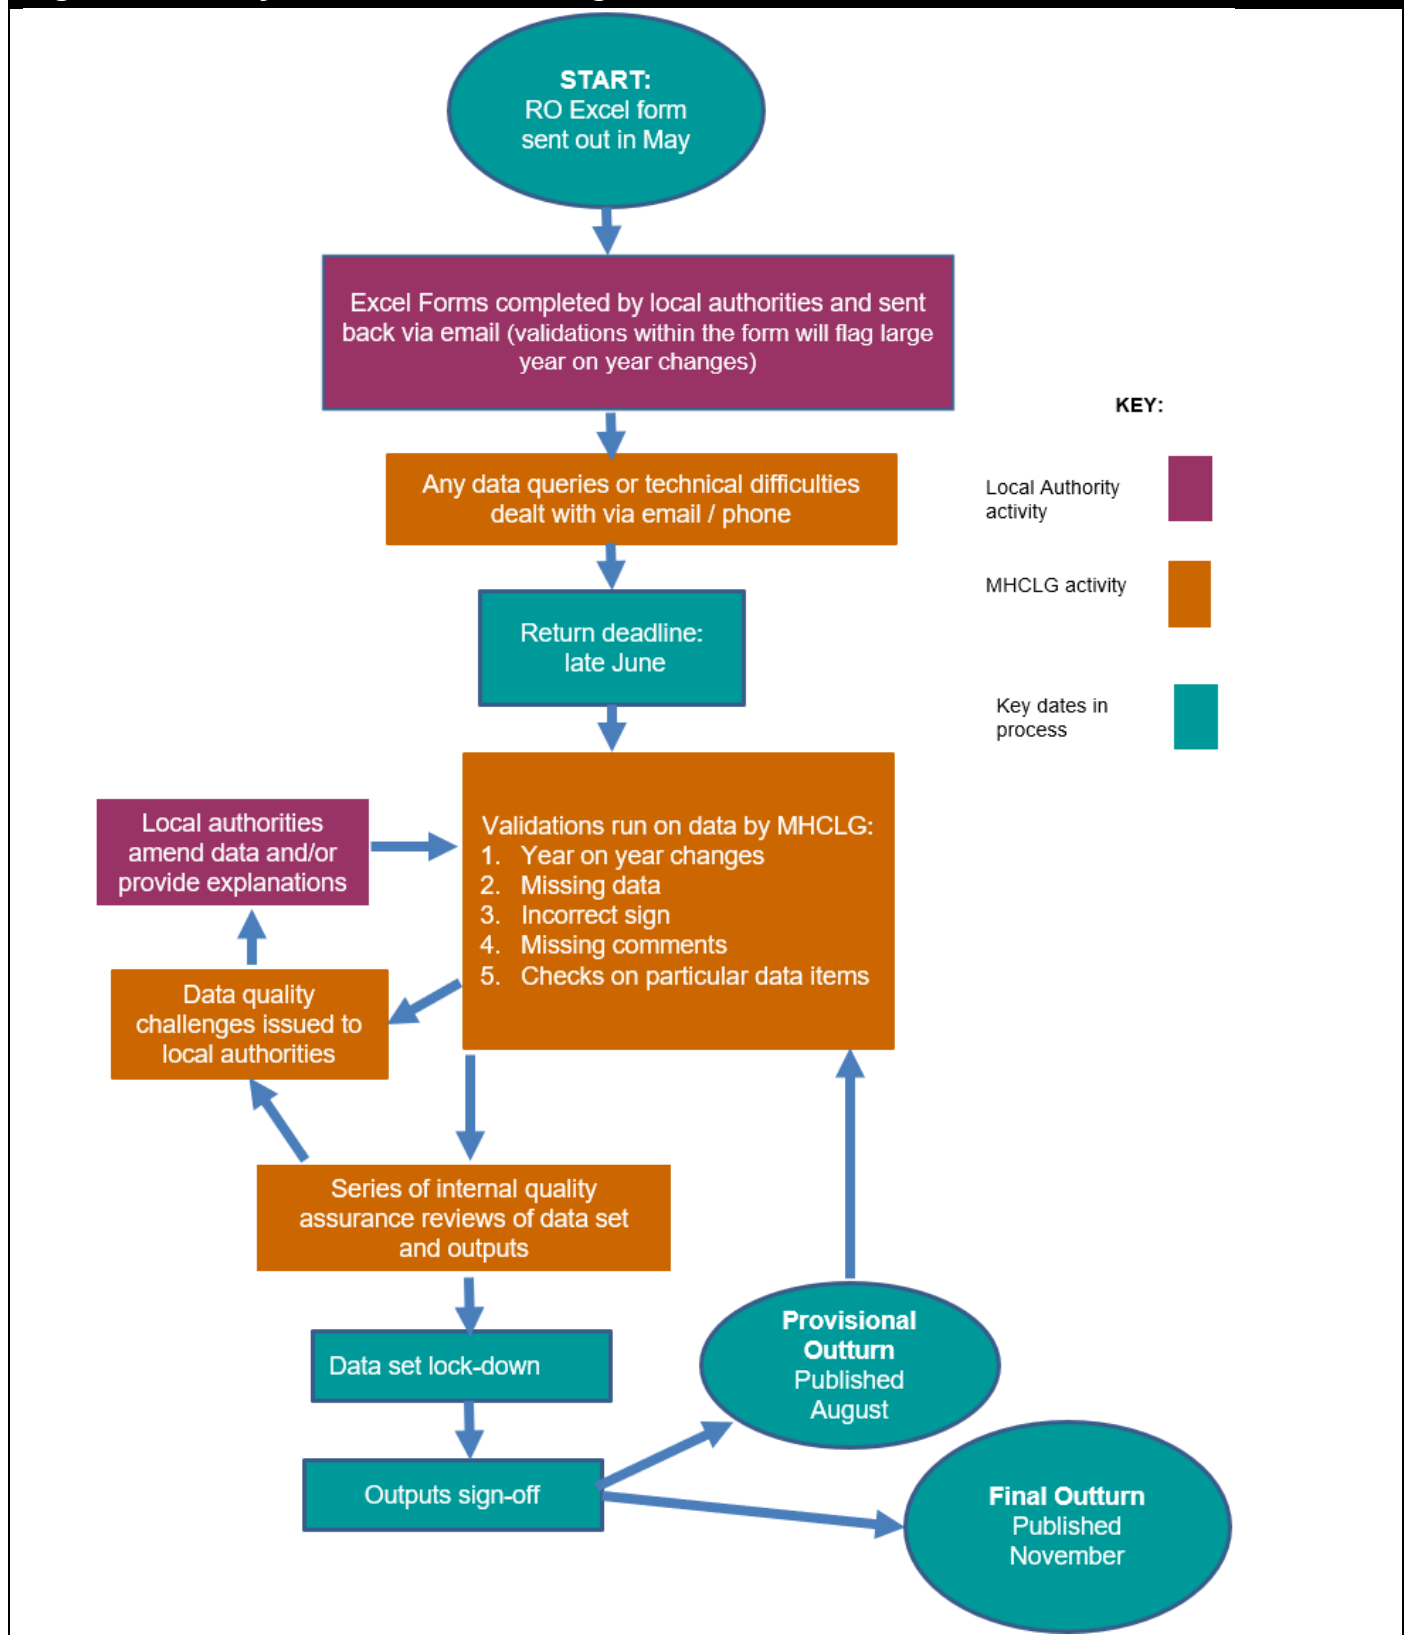 START:
RO Excel form
sent out in May
Excel Forms completed by local authorities and sent
back via email (validations within the form will flag large
year on year changes)
KEY:
Any data queries or technical difficulties
dealt with via email / phone
Local Authority
activity
MHCLG activity
Return deadline:
late June
Key dates in
process
Local authorities
amend data and/or
provide explanations
Validations run on data by MHCLG:
1. Year on year changes
2. Missing data
3. Incorrect sign
4. Missing comments
5. Checks on particular data items
Data quality
challenges issued to
local authorities
Series of internal quality
assurance reviews of data set
and outputs
Data set lock-down
Provisional
Outturn
Published
August
Outputs sign-off
Final Outturn
Published
November